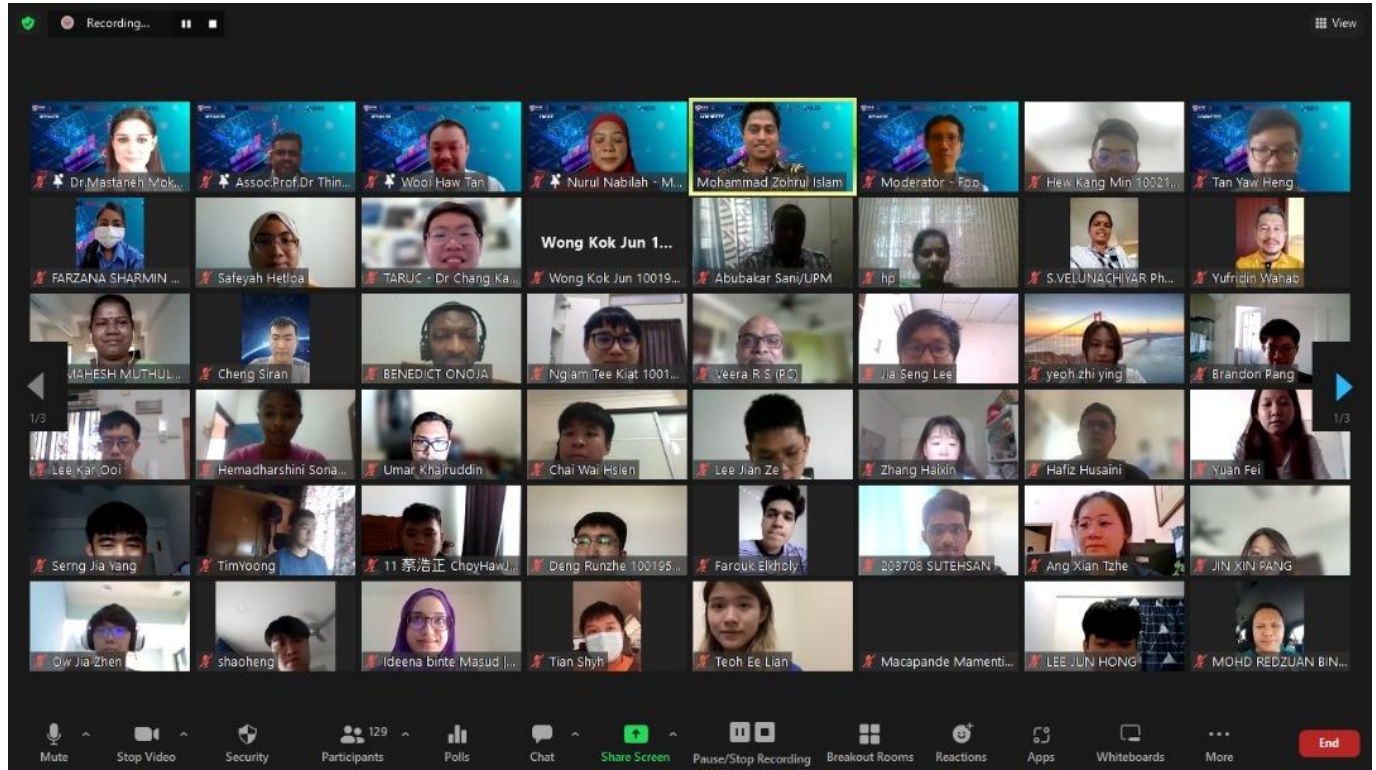 Recording...
View
Dr.Mastaneh Mok...
Assoc.Prof.Dr Thin...
Wooi Haw Tan
Nurul Nabilah - M...
Mohammad Zohrul Islam
Moderator - Foo
Hew Kang Min 10021...
Tan Yaw Heng
FARZANA SHARMIN ...
Safeyah Hetloa
TARUC - Dr Chang Ka...
Wong Kok Jun 1...
Wong Kok Jun 10019...
Abubakar Sani/UPM
hp
S.VELUNACHIYAR Ph...
Yufridin Wahab
MAHESH MUTHUL...
Cheng Siran
BENEDICT ONOJA
Ngiam Tee Kiat 1001...
Veera R S (PC)
Jia Seng Lee
yeoh zhi ying
Brandon Pang
1/3
1/3
Lee Kar Ooi
Hemadharshini Sona...
Umar Khairuddin
Chai Wai Hsien
Lee Jian Ze
Zhang Haixin
Hafiz Husaini
Yuan Fei
Serng Jia Yang
TimYoong
11 蔡浩正 ChoyHawJ...
Deng Runzhe 100195...
Farouk Elkholy
203708 SUTEHSAN
Ang Xian Tzhe
JIN XIN PANG
Ow Jia Zhen
shaoheng
Ideena binte Masud |...
Tian Shyh
Teoh Ee Lian
Macapande Mamenti...
LEE JUN HONG
MOHD REDZUAN BIN...
Mute
Stop Video
Security
129
Participants
Polls
Chat
Share Screen
Pause/Stop Recording
Breakout Rooms
Reactions
Apps
Whiteboards
More
End